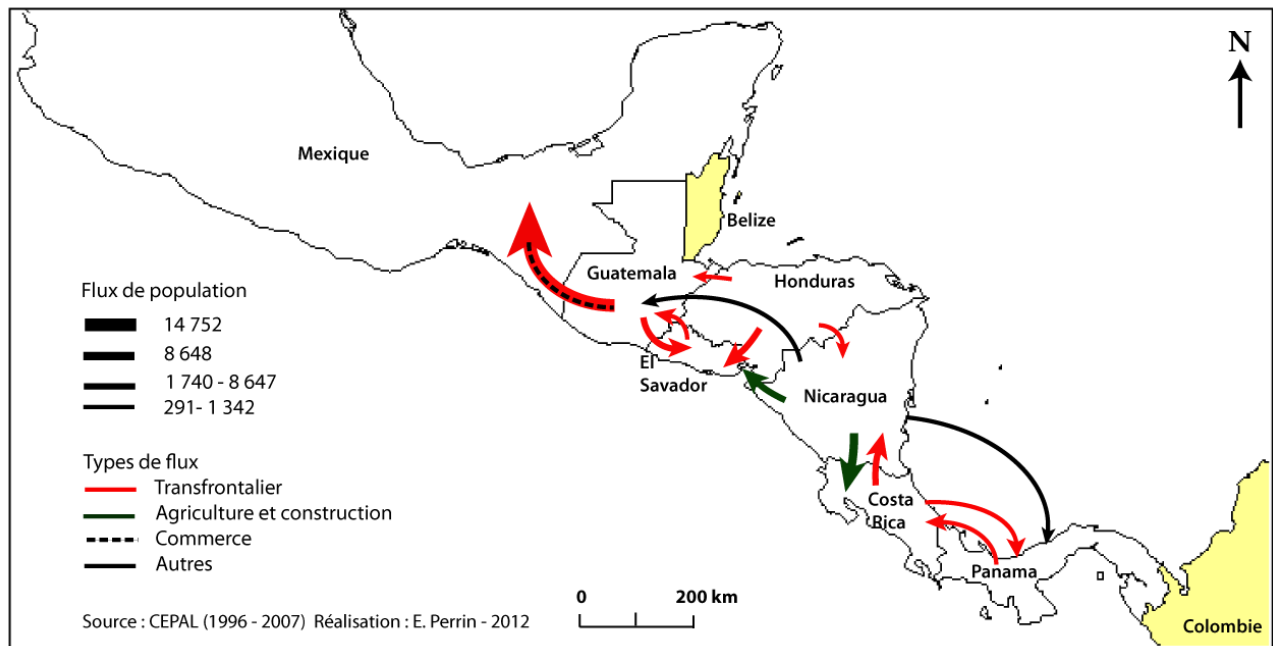 N
Mexique
Belize
Guatemala
Honduras
El
Savador
Nicaragua
Costa
Rica
Panama
Colombie
Flux de population
14 752
8 648
1 740 - 8 647
291- 1 342
Types de flux
Transfrontalier
Agriculture et construction
Commerce
Autres
0 200 km
Source : CEPAL (1996 - 2007) Réalisation : E. Perrin - 2012